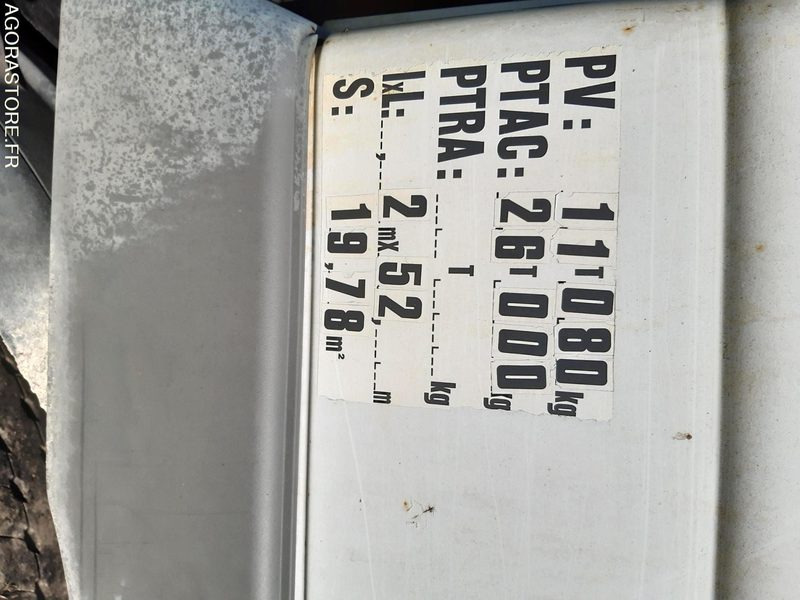 PV: 11T080kg
PTAC: 26T000kg
PTRA: T kg
lxL: 2mx52, m
S: 19,78m²
AGORASTORE.FR